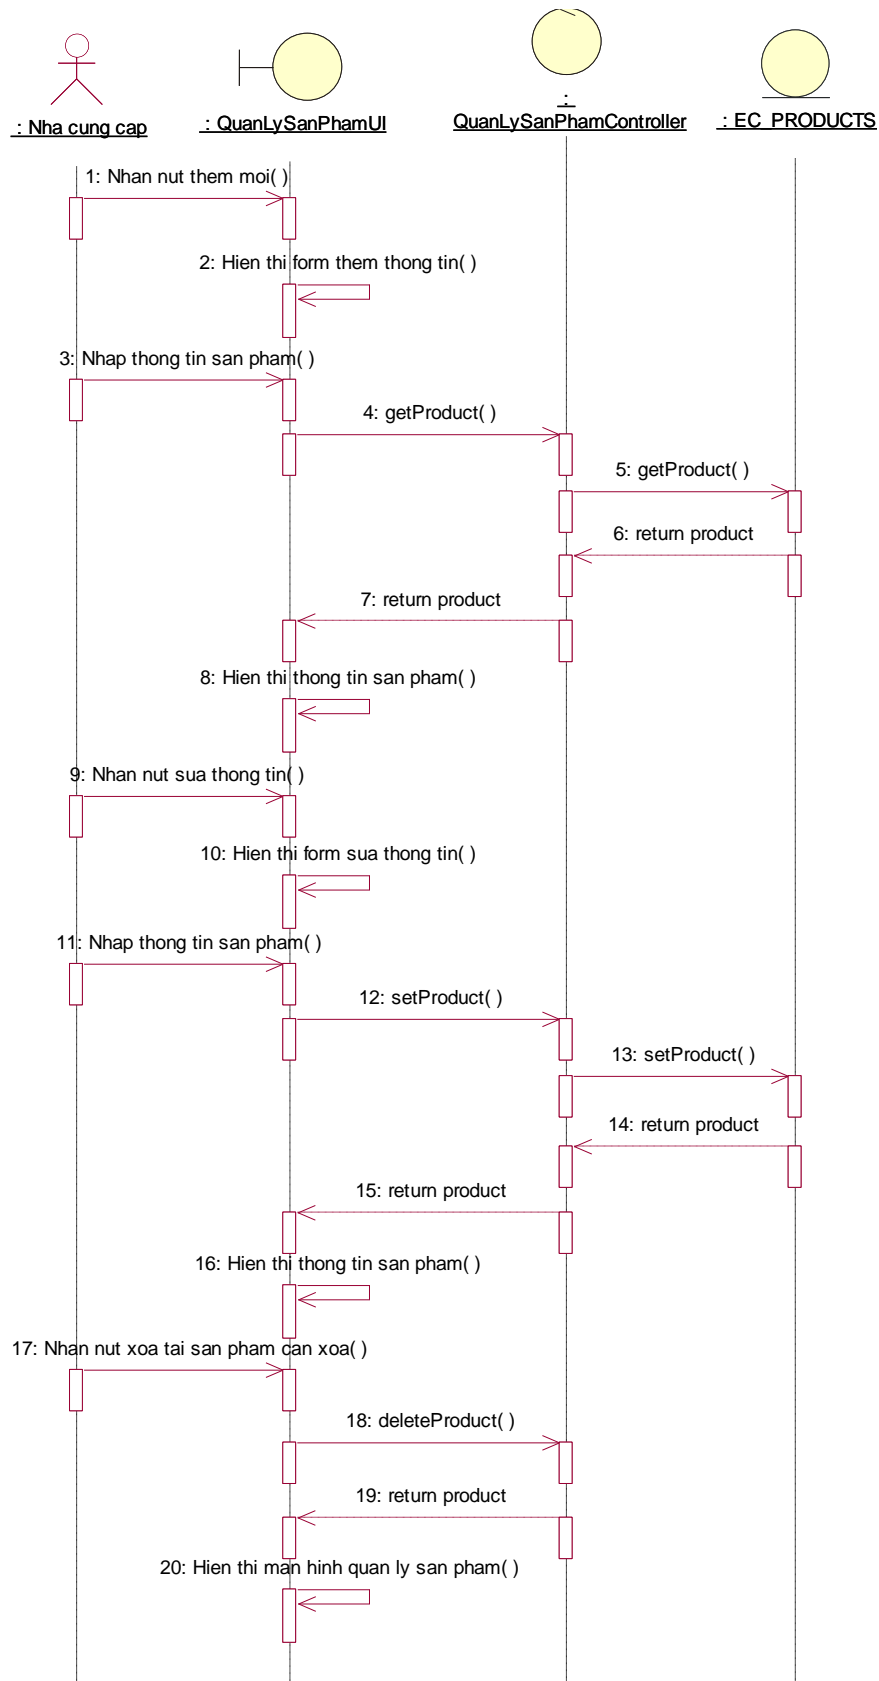 : Nha cung cap
: QuanLySanPhamUI
:
QuanLySanPhamController
: EC_PRODUCTS
1: Nhan nut them moi( )
2: Hien thi form them thong tin( )
3: Nhap thong tin san pham( )
4: getProduct( )
5: getProduct( )
6: return product
7: return product
8: Hien thi thong tin san pham( )
9: Nhan nut sua thong tin( )
10: Hien thi form sua thong tin( )
11: Nhap thong tin san pham( )
12: setProduct( )
13: setProduct( )
14: return product
15: return product
16: Hien thi thong tin san pham( )
17: Nhan nut xoa tai san pham can xoa( )
18: deleteProduct( )
19: return product
20: Hien thi man hinh quan ly san pham( )